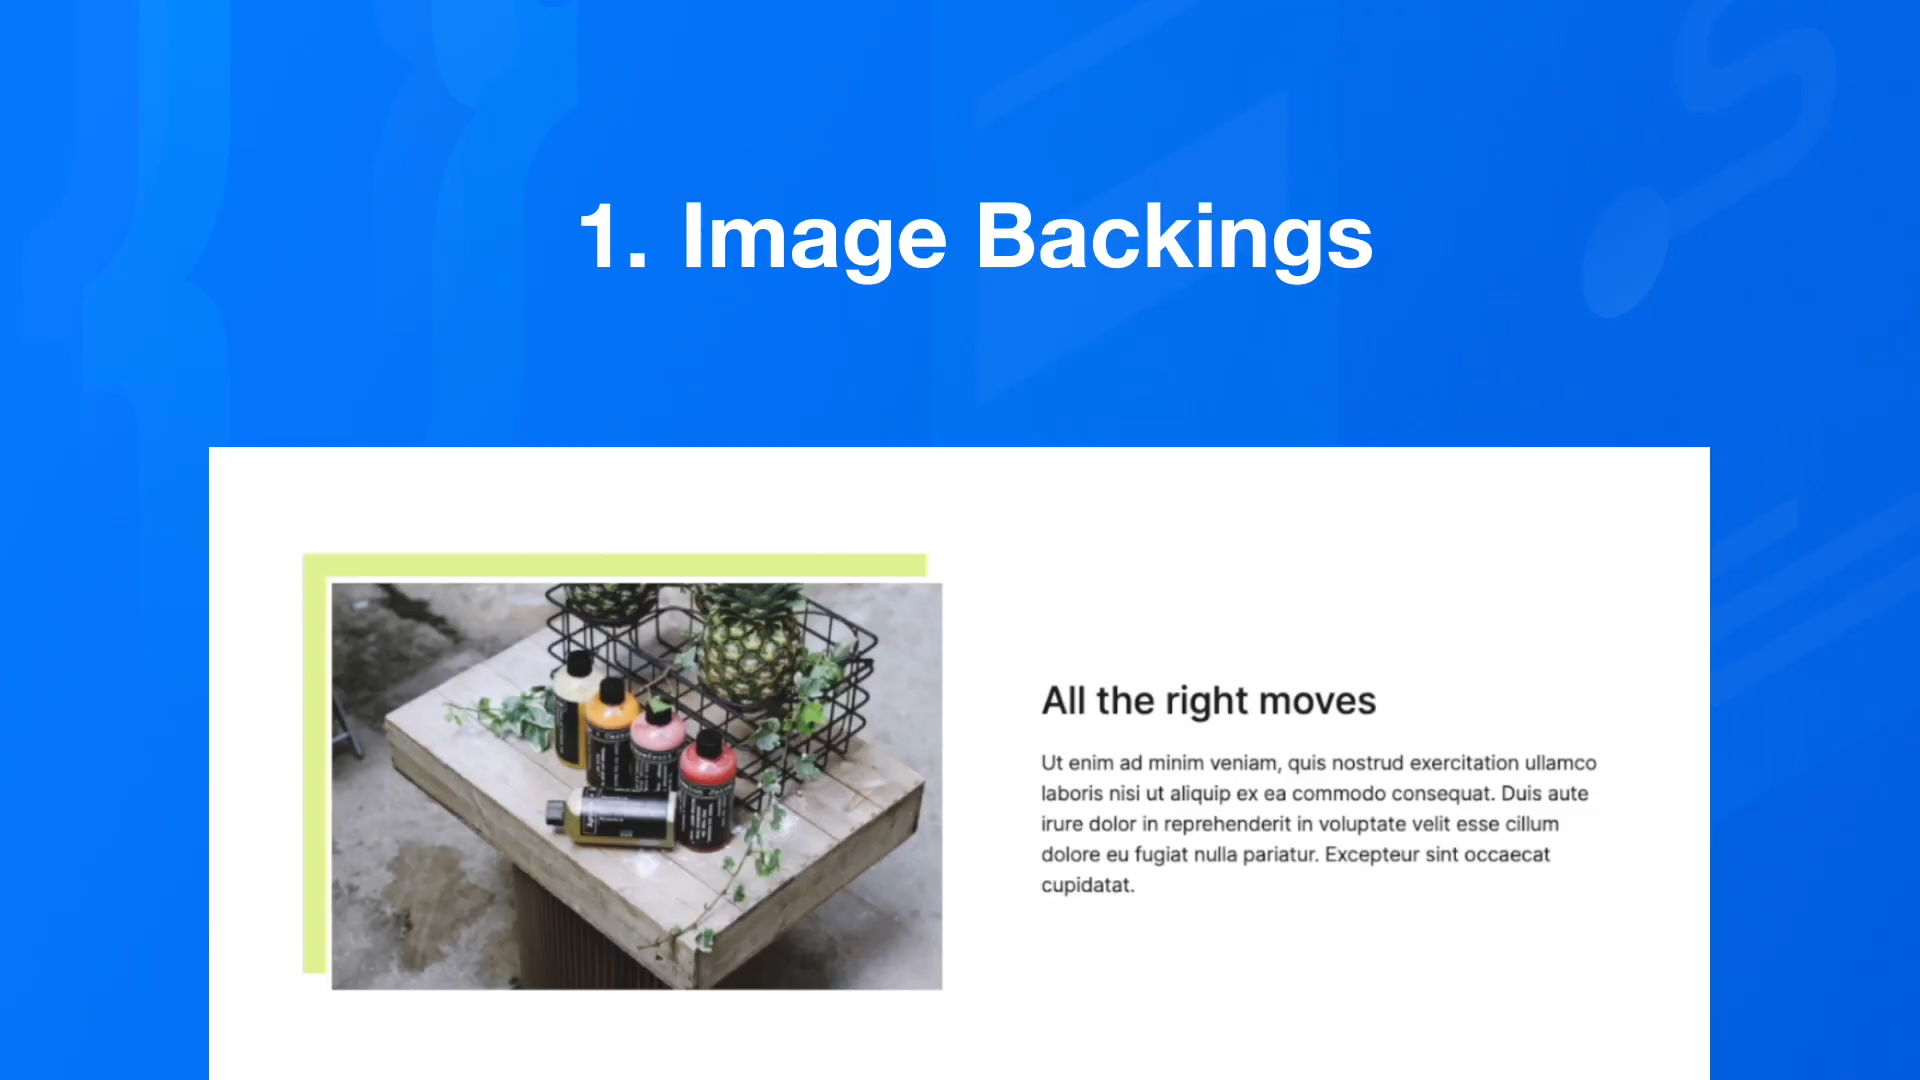 1. Image Backings
All the right moves
Ut enim ad minim veniam, quis nostrud exercitation ullamco
laboris nisi ut aliquip ex ea commodo consequat. Duis aute
irure dolor in reprehenderit in voluptate velit esse cillum
dolore eu fugiat nulla pariatur. Excepteur sint occaecat
cupidatat.